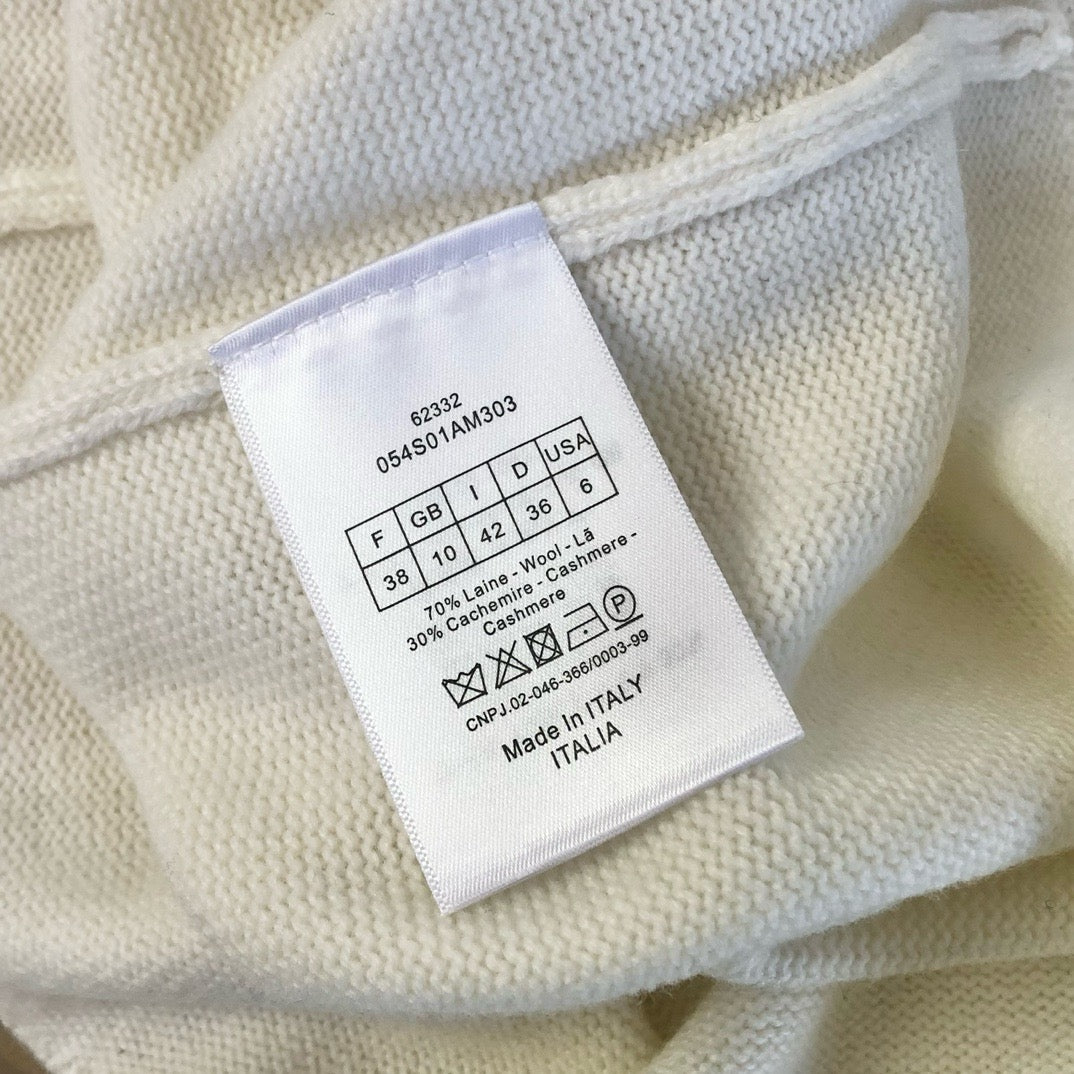 62332
054S01AM303
F GB I D USA
38 10 42 36 6
70% Laine - Wool - Lã
30% Cachemire - Cashmere -
Cashmere
P
CNPJ.02-046-366/0003-99
Made In ITALY
ITALIA